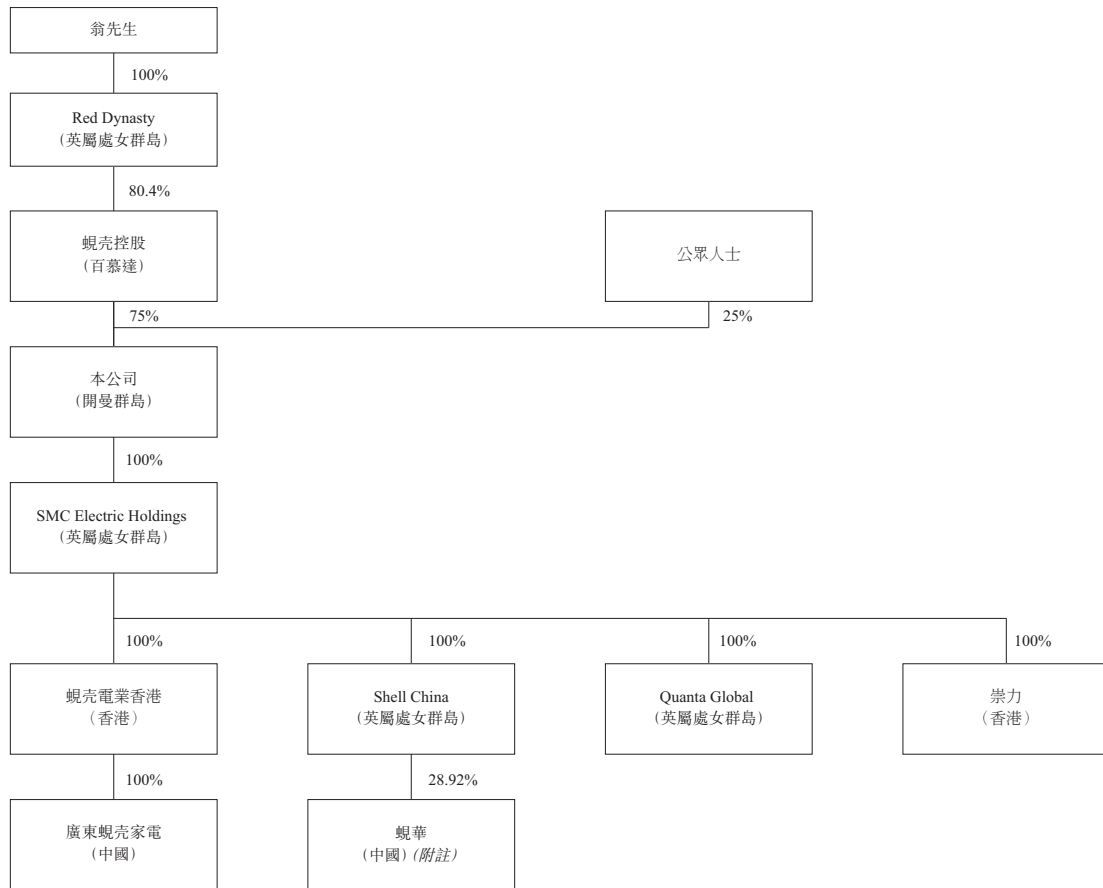 翁先生
100%
Red Dynasty
(英屬處女群島)
80.4%
蜆壳控股
(百慕達)
公眾人士
75%
25%
本公司
(開曼群島)
100%
SMC Electric Holdings
(英屬處女群島)
100%
100%
100%
100%
蜆壳電業香港
(香港)
Shell China
(英屬處女群島)
Quanta Global
(英屬處女群島)
崇力
(香港)
100%
28.92%
廣東蜆壳家電
(中國)
蜆華
(中國) (附註)